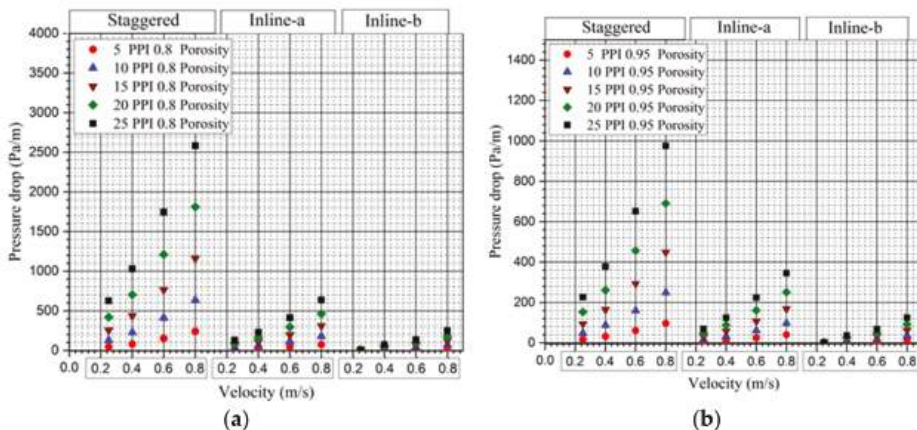 Staggered
Inline-a
Inline-b
4000
3500
3000
2500
2000
1500
1000
500
0
Pressure drop (Pa/m)
5 PPI 0.8 Porosity
10 PPI 0.8 Porosity
15 PPI 0.8 Porosity
20 PPI 0.8 Porosity
25 PPI 0.8 Porosity
0.0 0.2 0.4 0.6 0.8 0.2 0.4 0.6 0.8 0.2 0.4 0.6 0.8
Velocity (m/s)
(a)
Staggered
Inline-a
Inline-b
1400
1200
1000
800
600
400
200
0
Pressure drop (Pa/m)
5 PPI 0.95 Porosity
10 PPI 0.95 Porosity
15 PPI 0.95 Porosity
20 PPI 0.95 Porosity
25 PPI 0.95 Porosity
0.0 0.2 0.4 0.6 0.8 0.2 0.4 0.6 0.8 0.2 0.4 0.6 0.8
Velocity (m/s)
(b)